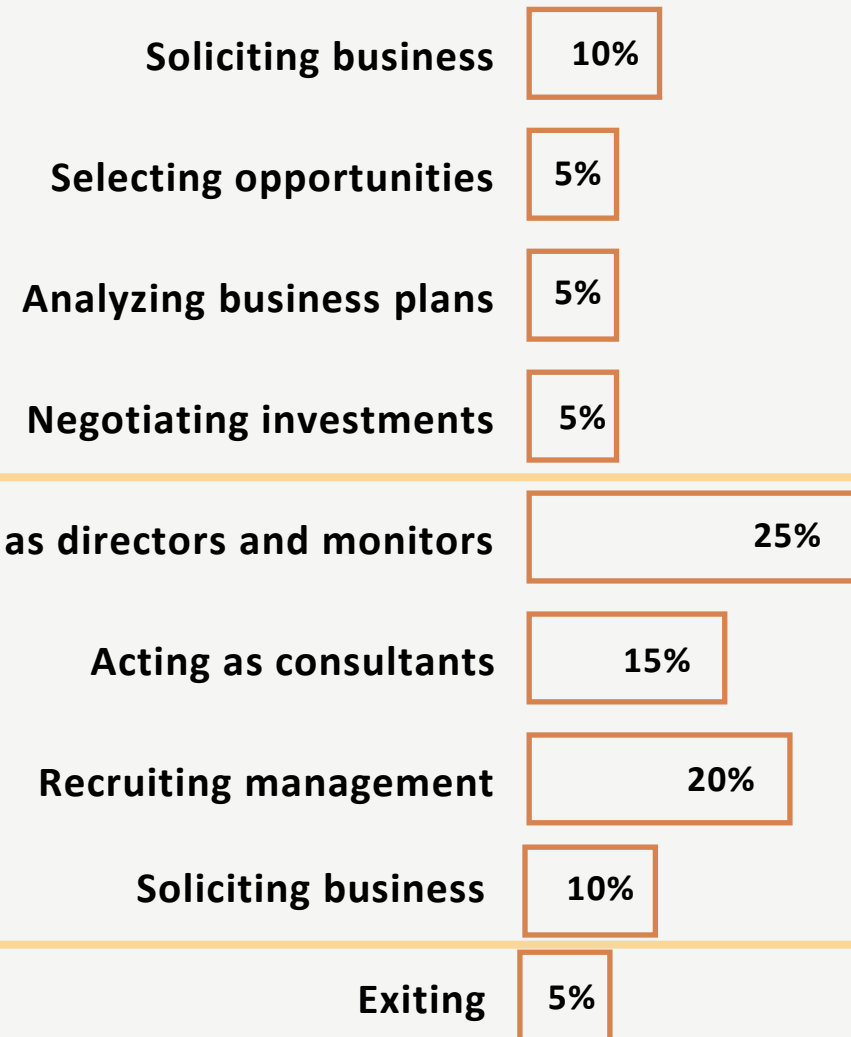 Soliciting business 10%
Selecting opportunities 5%
Analyzing business plans 5%
Negotiating investments 5%
as directors and monitors 25%
Acting as consultants 15%
Recruiting management 20%
Soliciting business 10%
Exiting 5%